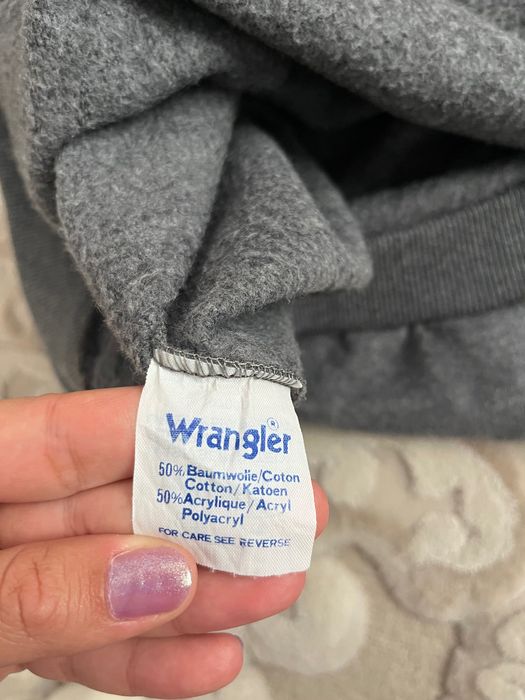 Wrangler®
50% Baumwolle/Coton
Cotton/Katoen
50% Acrylique/Acryl
Polyacryl
FOR CARE SEE REVERSE